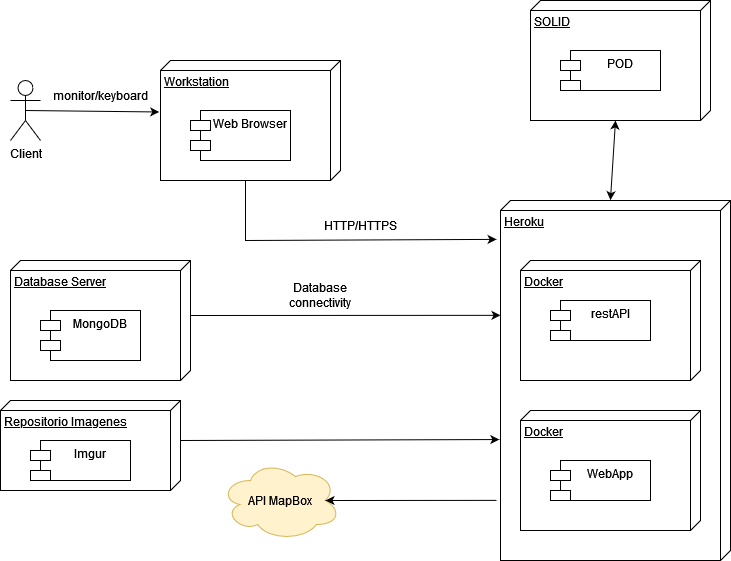 SOLID
POD
Workstation
monitor/keyboard
Web Browser
Client
HTTP/HTTPS
Heroku
Database Server
MongoDB
Database
connectivity
Docker
restAPI
Repositorio Imagenes
Imgur
Docker
WebApp
API MapBox